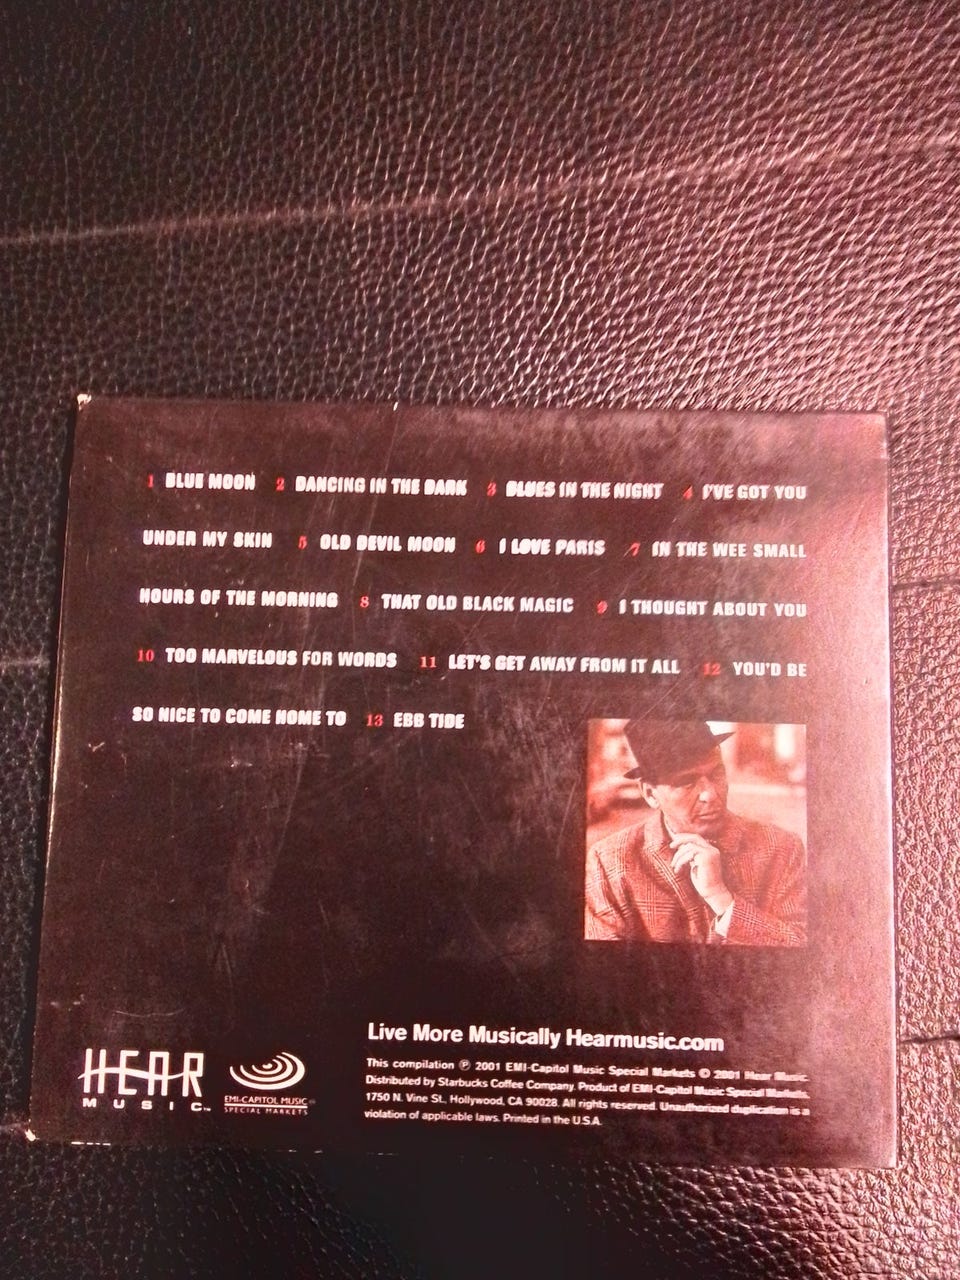 1 BLUE MOON 2 DANCING IN THE DARK 3 BLUES IN THE NIGHT 4 I'VE GOT YOU
UNDER MY SKIN 5 OLD DEVIL MOON 6 I LOVE PARIS 7 IN THE WEE SMALL
HOURS OF THE MORNING 8 THAT OLD BLACK MAGIC 9 I THOUGHT ABOUT YOU
10 TOO MARVELOUS FOR WORDS 11 LET'S GET AWAY FROM IT ALL 12 YOU'D BE
SO NICE TO COME HOME TO 13 EBB TIDE
Live More Musically Hearmusic.com
This compilation ℗ 2001 EMI-Capitol Music Special Markets © 2001 Hear Music.
Distributed by Starbucks Coffee Company. Product of EMI-Capitol Music Special Markets,
1750 N. Vine St., Hollywood, CA 90028. All rights reserved. Unauthorized duplication is a
violation of applicable laws. Printed in the U.S.A.
HEAR
MUSIC™
EMI-CAPITOL MUSIC
SPECIAL MARKETS